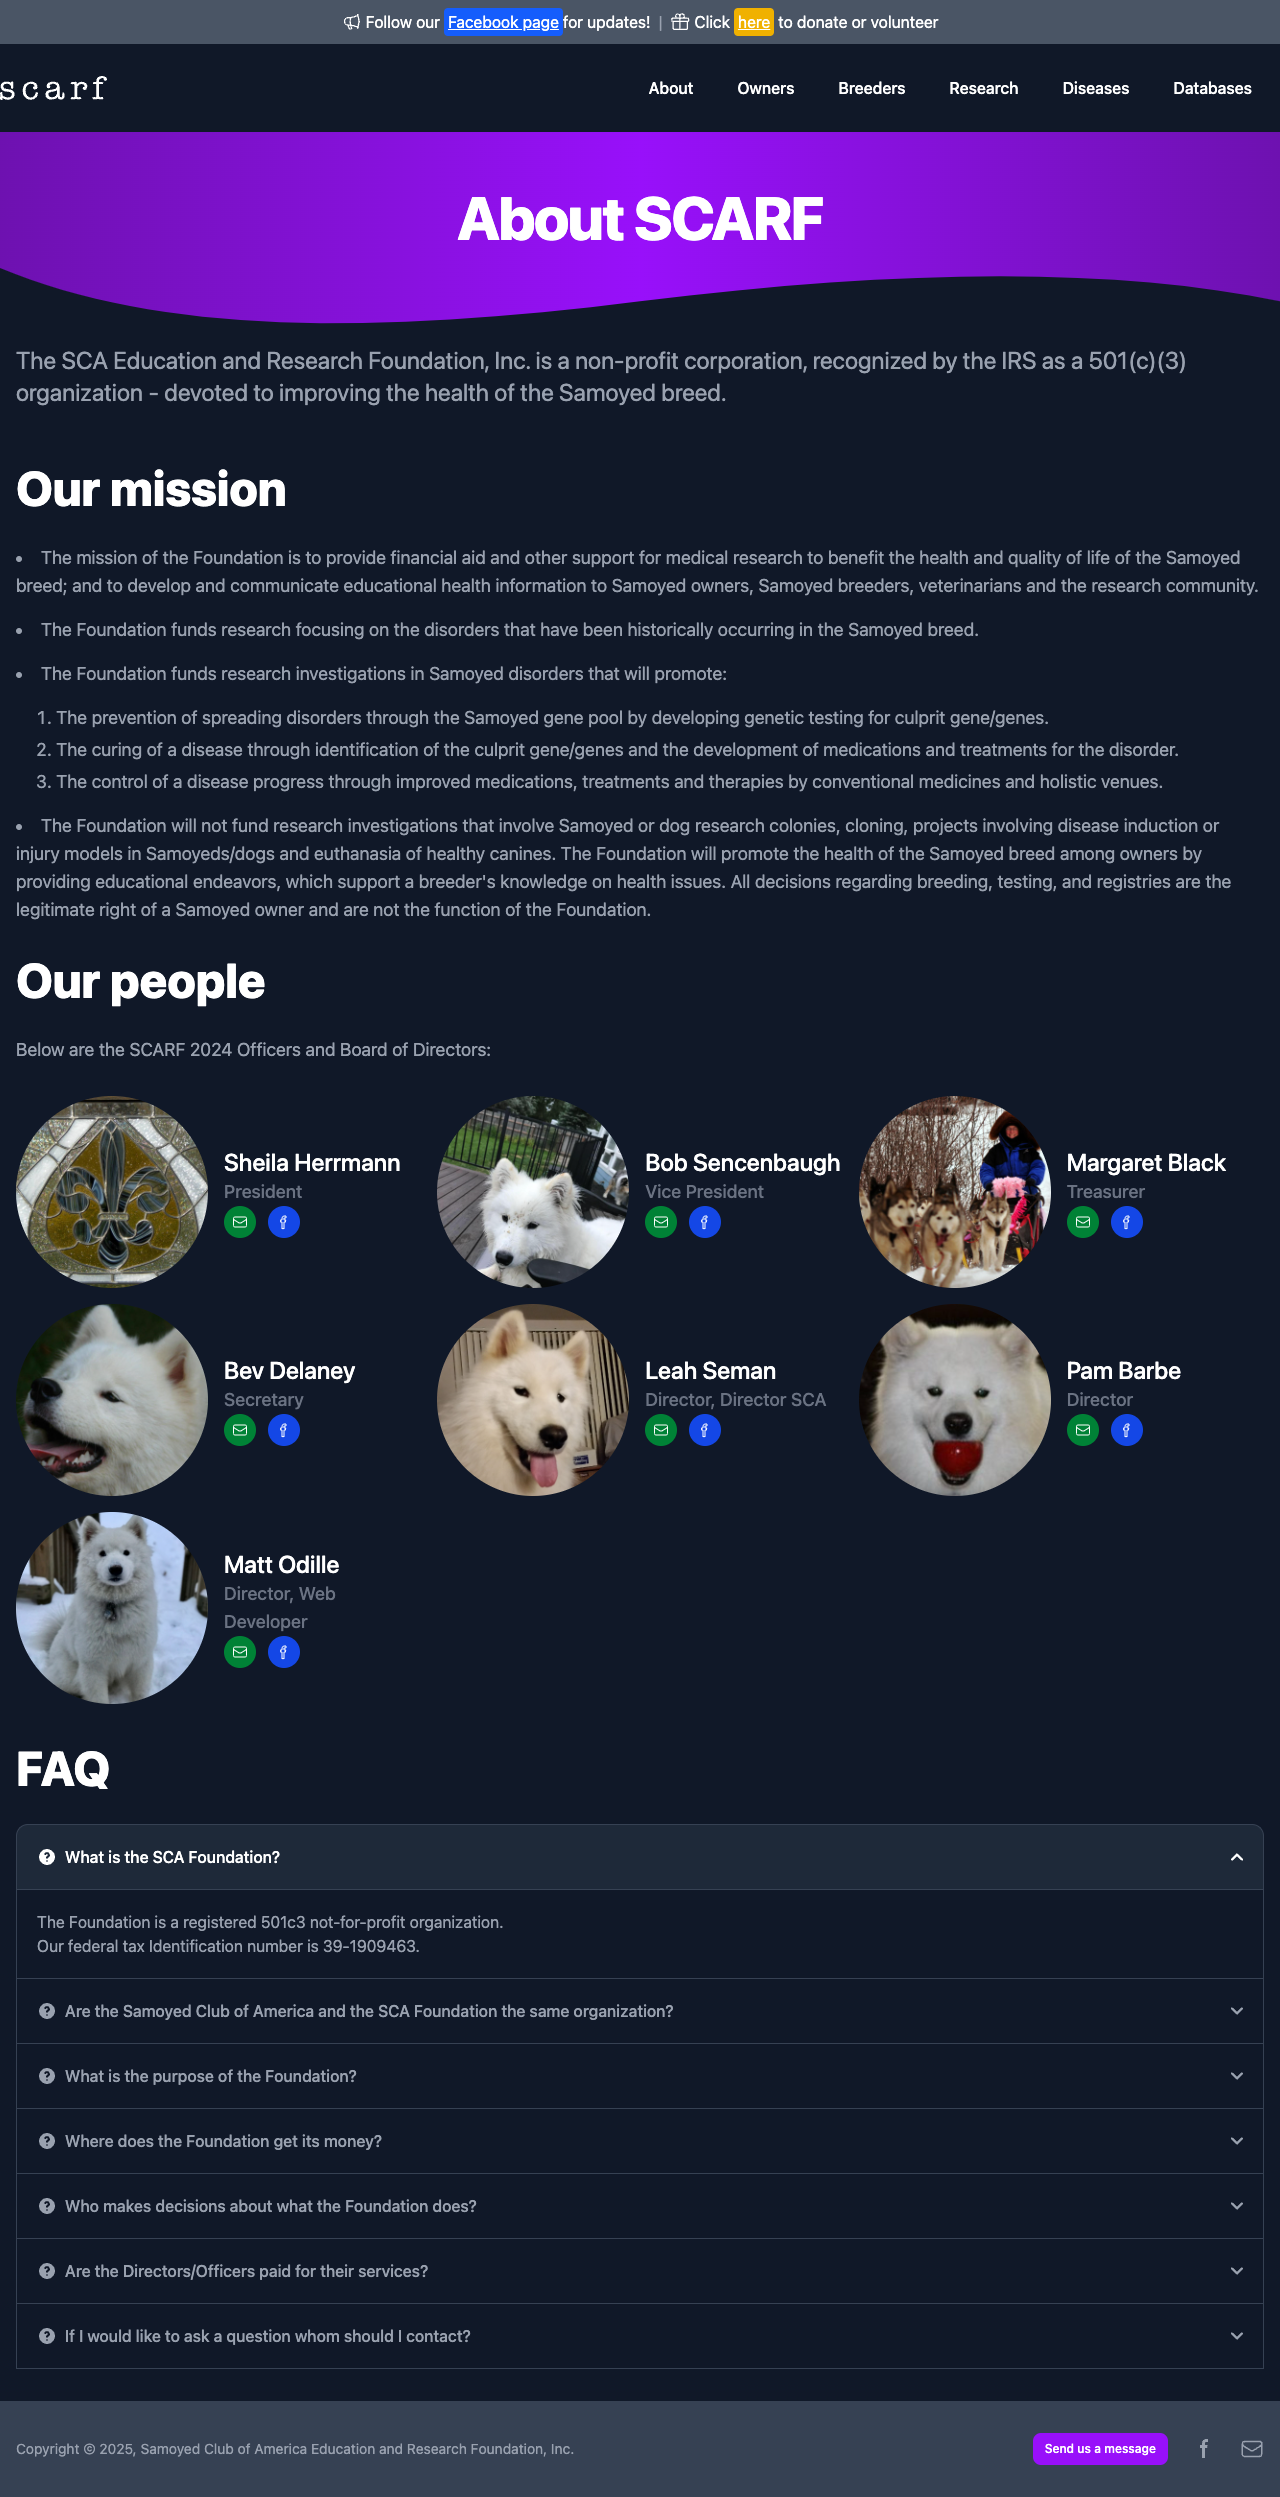 Follow our Facebook page for updates! | Click here to donate or volunteer
scarf
About Owners Breeders Research Diseases Databases
About SCARF
The SCA Education and Research Foundation, Inc. is a non-profit corporation, recognized by the IRS as a 501(c)(3)
organization - devoted to improving the health of the Samoyed breed.
Our mission
• The mission of the Foundation is to provide financial aid and other support for medical research to benefit the health and quality of life of the Samoyed
breed; and to develop and communicate educational health information to Samoyed owners, Samoyed breeders, veterinarians and the research community.
• The Foundation funds research focusing on the disorders that have been historically occurring in the Samoyed breed.
• The Foundation funds research investigations in Samoyed disorders that will promote:
1. The prevention of spreading disorders through the Samoyed gene pool by developing genetic testing for culprit gene/genes.
2. The curing of a disease through identification of the culprit gene/genes and the development of medications and treatments for the disorder.
3. The control of a disease progress through improved medications, treatments and therapies by conventional medicines and holistic venues.
• The Foundation will not fund research investigations that involve Samoyed or dog research colonies, cloning, projects involving disease induction or
injury models in Samoyeds/dogs and euthanasia of healthy canines. The Foundation will promote the health of the Samoyed breed among owners by
providing educational endeavors, which support a breeder's knowledge on health issues. All decisions regarding breeding, testing, and registries are the
legitimate right of a Samoyed owner and are not the function of the Foundation.
Our people
Below are the SCARF 2024 Officers and Board of Directors:
Sheila Herrmann
President
Bob Sencenbaugh
Vice President
Margaret Black
Treasurer
Bev Delaney
Secretary
Leah Seman
Director, Director SCA
Pam Barbe
Director
Matt Odille
Director, Web
Developer
FAQ
What is the SCA Foundation?
The Foundation is a registered 501c3 not-for-profit organization.
Our federal tax Identification number is 39-1909463.
Are the Samoyed Club of America and the SCA Foundation the same organization?
What is the purpose of the Foundation?
Where does the Foundation get its money?
Who makes decisions about what the Foundation does?
Are the Directors/Officers paid for their services?
If I would like to ask a question whom should I contact?
Copyright © 2025, Samoyed Club of America Education and Research Foundation, Inc.
Send us a message